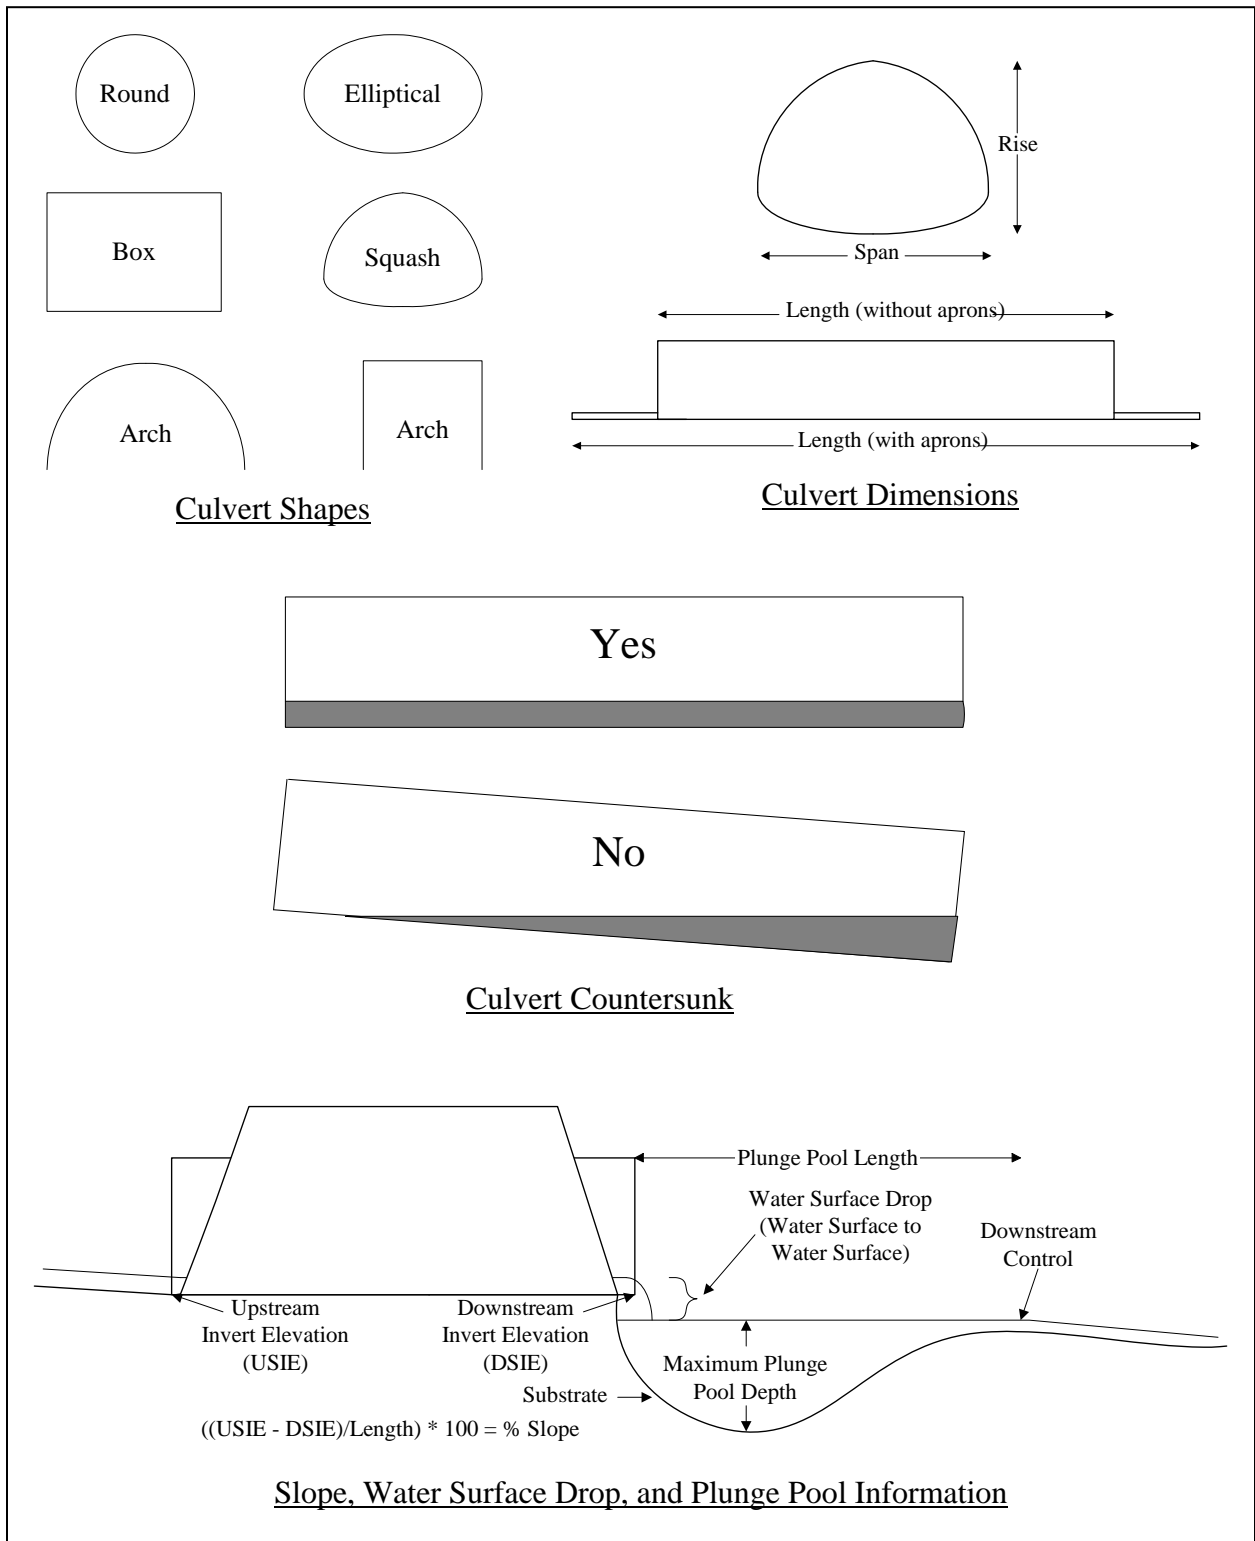 Round
Elliptical
Box
Squash
Arch
Arch
Culvert Shapes
Rise
Span
Length (without aprons)
Length (with aprons)
Culvert Dimensions
Yes
No
Culvert Countersunk
Plunge Pool Length
Water Surface Drop
(Water Surface to
Water Surface)
Downstream
Control
Upstream
Invert Elevation
(USIE)
Downstream
Invert Elevation
(DSIE)
Maximum Plunge
Pool Depth
Substrate
((USIE - DSIE)/Length) * 100 = % Slope
Slope, Water Surface Drop, and Plunge Pool Information